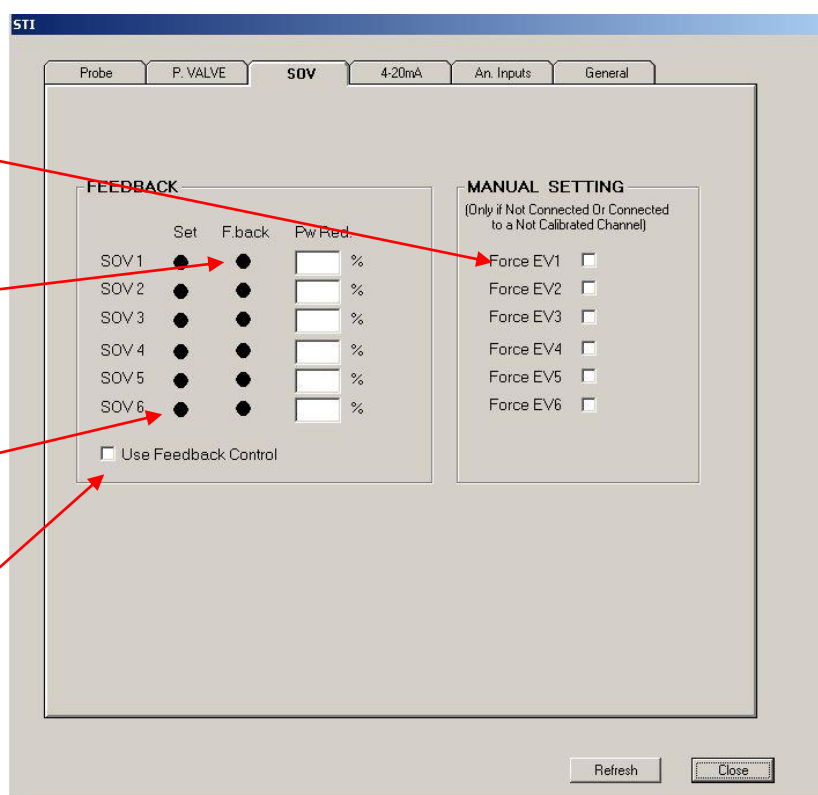 STI
Probe P. VALVE SOV 4-20mA An. Inputs General
FEEDBACK
Set F.back Pw Red.
SOV 1 %
SOV 2 %
SOV 3 %
SOV 4 %
SOV 5 %
SOV 6 %
Use Feedback Control
MANUAL SETTING
(Only if Not Connected Or Connected
to a Not Calibrated Channel)
Force EV1
Force EV2
Force EV3
Force EV4
Force EV5
Force EV6
Refresh Close